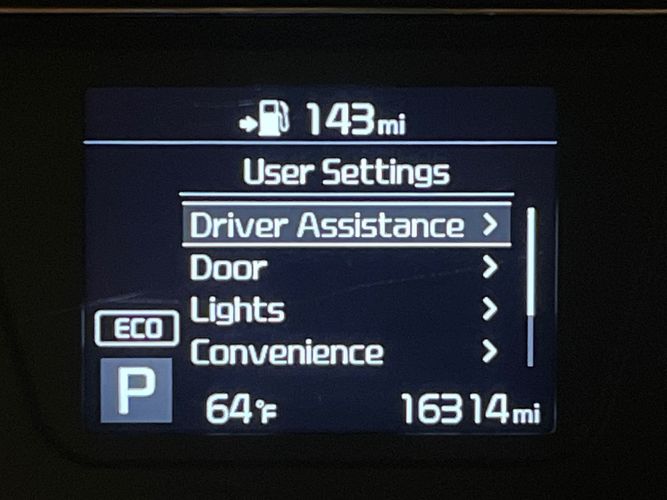 143mi
User Settings
Driver Assistance >
Door >
Lights >
Convenience >
ECO
P
64°F 16314mi